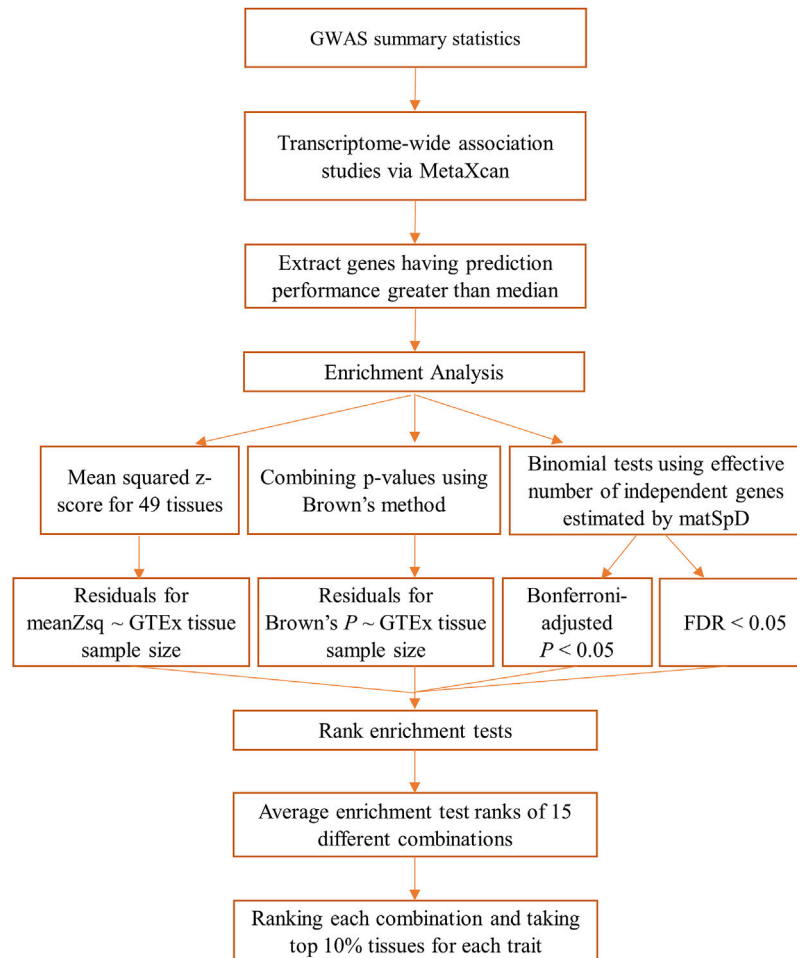 GWAS summary statistics
Transcriptome-wide association
studies via MetaXcan
Extract genes having prediction
performance greater than median
Enrichment Analysis
Mean squared z-
score for 49 tissues
Combining p-values using
Brown's method
Binomial tests using effective
number of independent genes
estimated by matSpD
Residuals for
meanZsq ~ GTEx tissue
sample size
Residuals for
Brown's P ~ GTEx tissue
sample size
Bonferroni-
adjusted
P < 0.05
FDR < 0.05
Rank enrichment tests
Average enrichment test ranks of 15
different combinations
Ranking each combination and taking
top 10% tissues for each trait